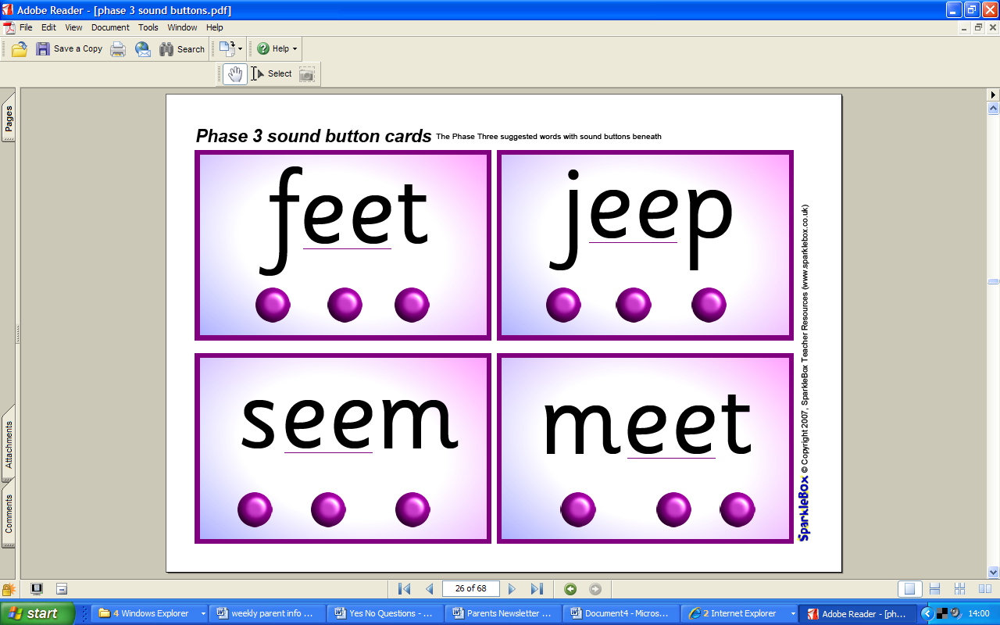 Adobe Reader - [phase 3 sound buttons.pdf]
File Edit View Document Tools Window Help
Save a Copy Search Help
Select
Pages
Attachments
Comments
Phase 3 sound button cards The Phase Three suggested words with sound buttons beneath
feet jeep
seem meet
SparkleBox © Copyright 2007, SparkleBox Teacher Resources (www.sparklebox.co.uk)
26 of 68
start 4 Windows Explorer weekly parent info ... Yes No Questions - ... Parents Newsletter ... Document4 - Micros... 2 Internet Explorer Adobe Reader - [ph... 14:00